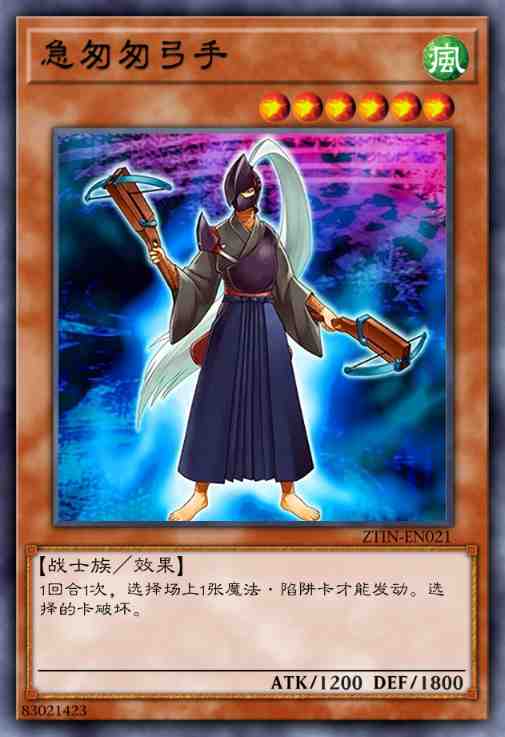 急匆匆弓手
瘋
ZTIN-EN021
【战士族／效果】
1回合1次，选择场上1张魔法·陷阱卡才能发动。选
择的卡破坏。
ATK/1200 DEF/1800
83021423